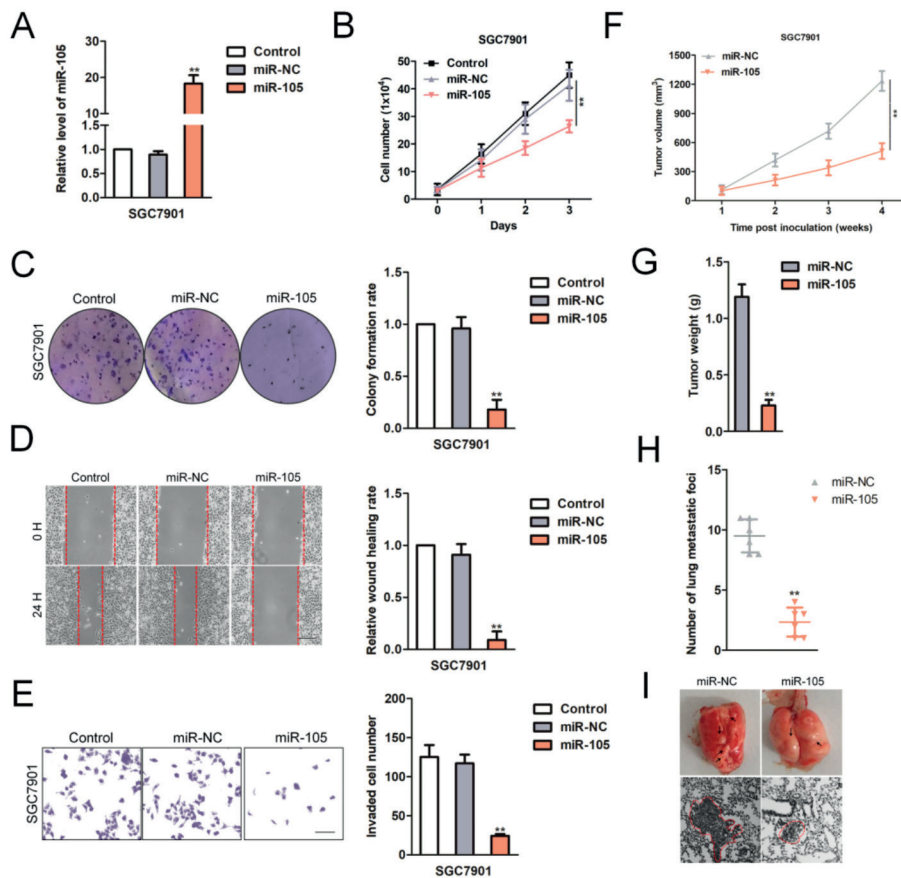 A
Relative level of miR-105
30
20
10
1.0
0.5
0.0
**
SGC7901
Control
miR-NC
miR-105
B
SGC7901
Cell number (1x10⁴)
50
40
30
20
10
0
0 1 2 3
Days
Control
miR-NC
miR-105
**
F
SGC7901
Tumor volume (mm³)
1500
1200
900
600
300
0
1 2 3 4
Time post inoculation (weeks)
miR-NC
miR-105
**
C
Control miR-NC miR-105
SGC7901
Colony formation rate
1.5
1.0
0.5
0.0
**
SGC7901
Control
miR-NC
miR-105
G
Tumor weight (g)
1.5
1.2
0.9
0.6
0.3
0.0
**
miR-NC
miR-105
D
Control miR-NC miR-105
0 H
24 H
Relative wound healing rate
1.5
1.0
0.5
0.0
**
SGC7901
Control
miR-NC
miR-105
H
Number of lung metastatic foci
15
10
5
0
**
miR-NC
miR-105
E
Control miR-NC miR-105
SGC7901
Invaded cell number
200
150
125
100
75
50
25
0
**
SGC7901
Control
miR-NC
miR-105
I
miR-NC miR-105